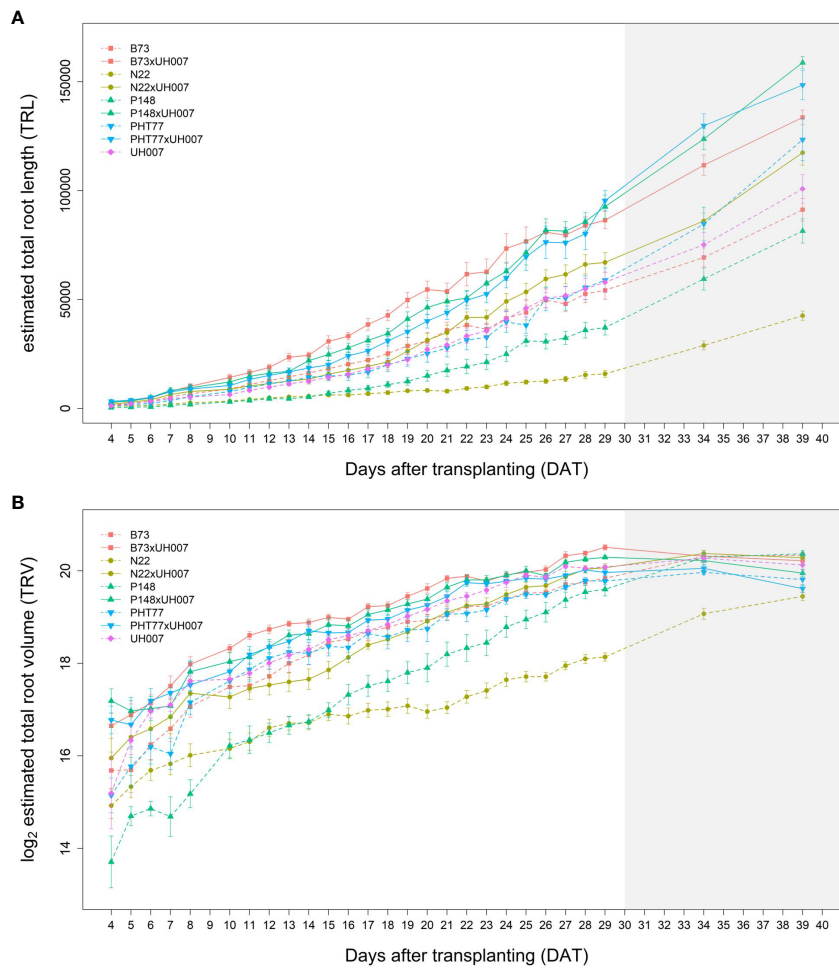 A
B73
B73xUH007
N22
N22xUH007
P148
P148xUH007
PHT77
PHT77xUH007
UH007
150000
100000
50000
0
estimated total root length (TRL)
4 5 6 7 8 9 10 11 12 13 14 15 16 17 18 19 20 21 22 23 24 25 26 27 28 29 30 32 33 34 35 36 37 38 38 39 40
Days after transplanting (DAT)
B
B73
B73xUH007
N22
N22xUH007
P148
P148xUH007
PHT77
PHT77xUH007
UH007
20
18
16
14
log2 estimated total root volume (TRV)
4 5 6 7 8 9 10 11 12 13 14 15 16 17 18 19 20 21 22 23 24 25 26 27 28 29 30 32 33 34 35 36 37 38 38 39 40
Days after transplanting (DAT)